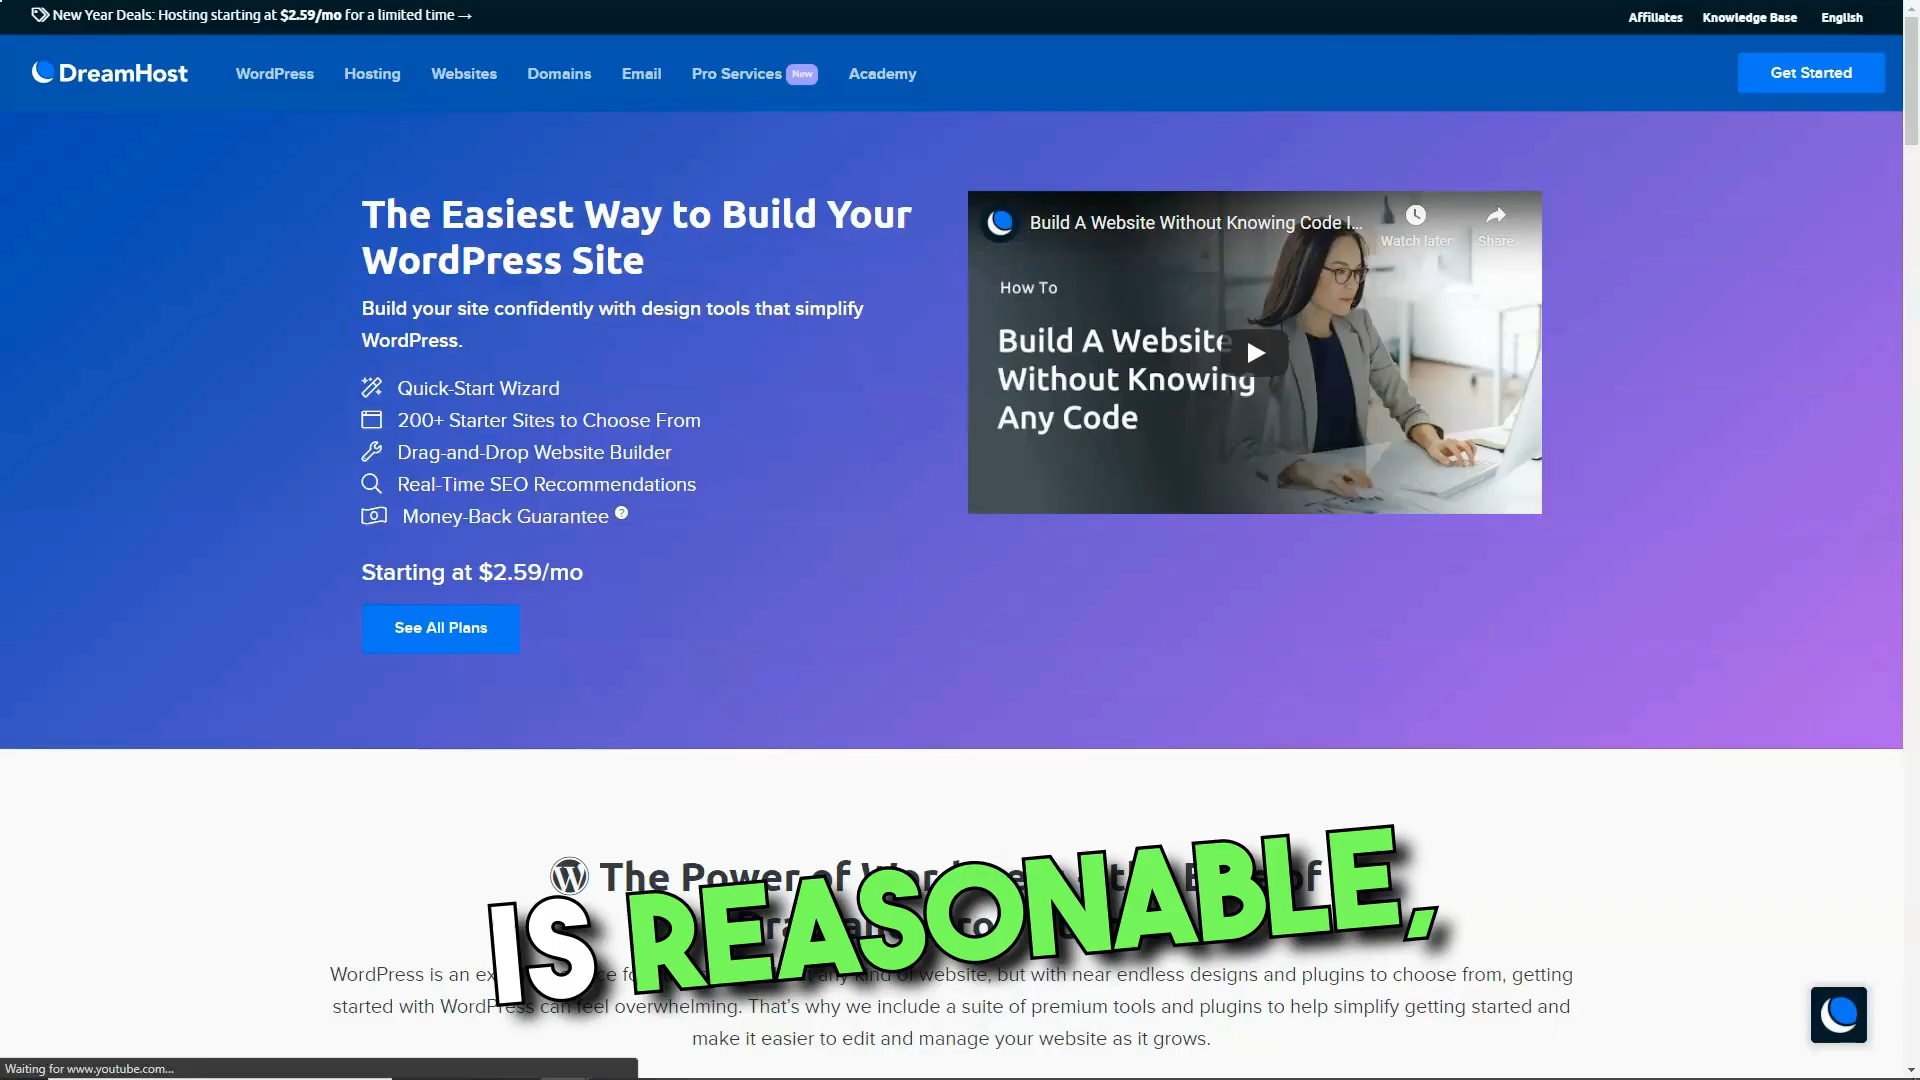 New Year Deals: Hosting starting at $2.59/mo for a limited time →
Affiliates Knowledge Base English
DreamHost WordPress Hosting Websites Domains Email Pro Services New Academy Get Started
The Easiest Way to Build Your
WordPress Site
Build your site confidently with design tools that simplify
WordPress.
Quick-Start Wizard
200+ Starter Sites to Choose From
Drag-and-Drop Website Builder
Real-Time SEO Recommendations
Money-Back Guarantee ?
Starting at $2.59/mo
See All Plans
Build A Website Without Knowing Code I...
Watch later Share
How To
Build A Website
Without Knowing
Any Code
The Power of
IS REASONABLE,
WordPress is an any kind of website, but with near endless designs and plugins to choose from, getting
started with WordPress can feel overwhelming. That's why we include a suite of premium tools and plugins to help simplify getting started and
make it easier to edit and manage your website as it grows.
Waiting for www.youtube.com...